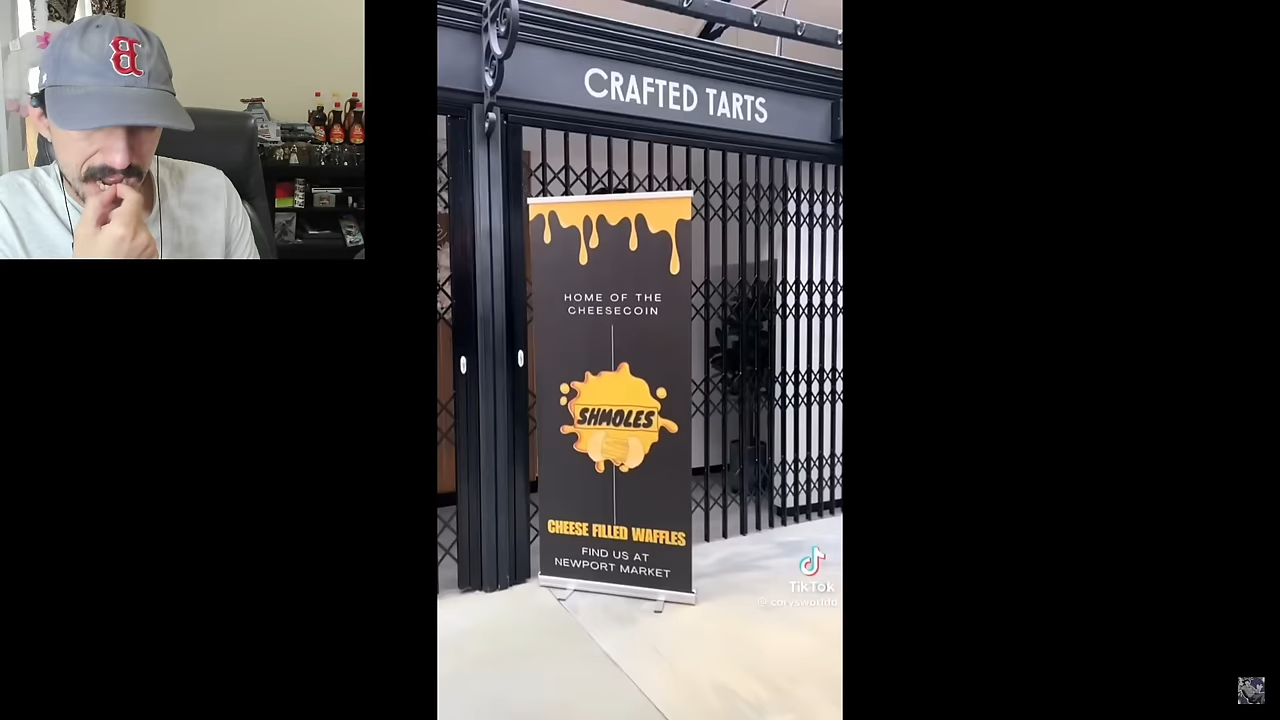 B
CRAFTED TARTS
HOME OF THE
CHEESECOIN
SHMOLES
CHEESE FILLED WAFFLES
FIND US AT
NEWPORT MARKET
TikTok